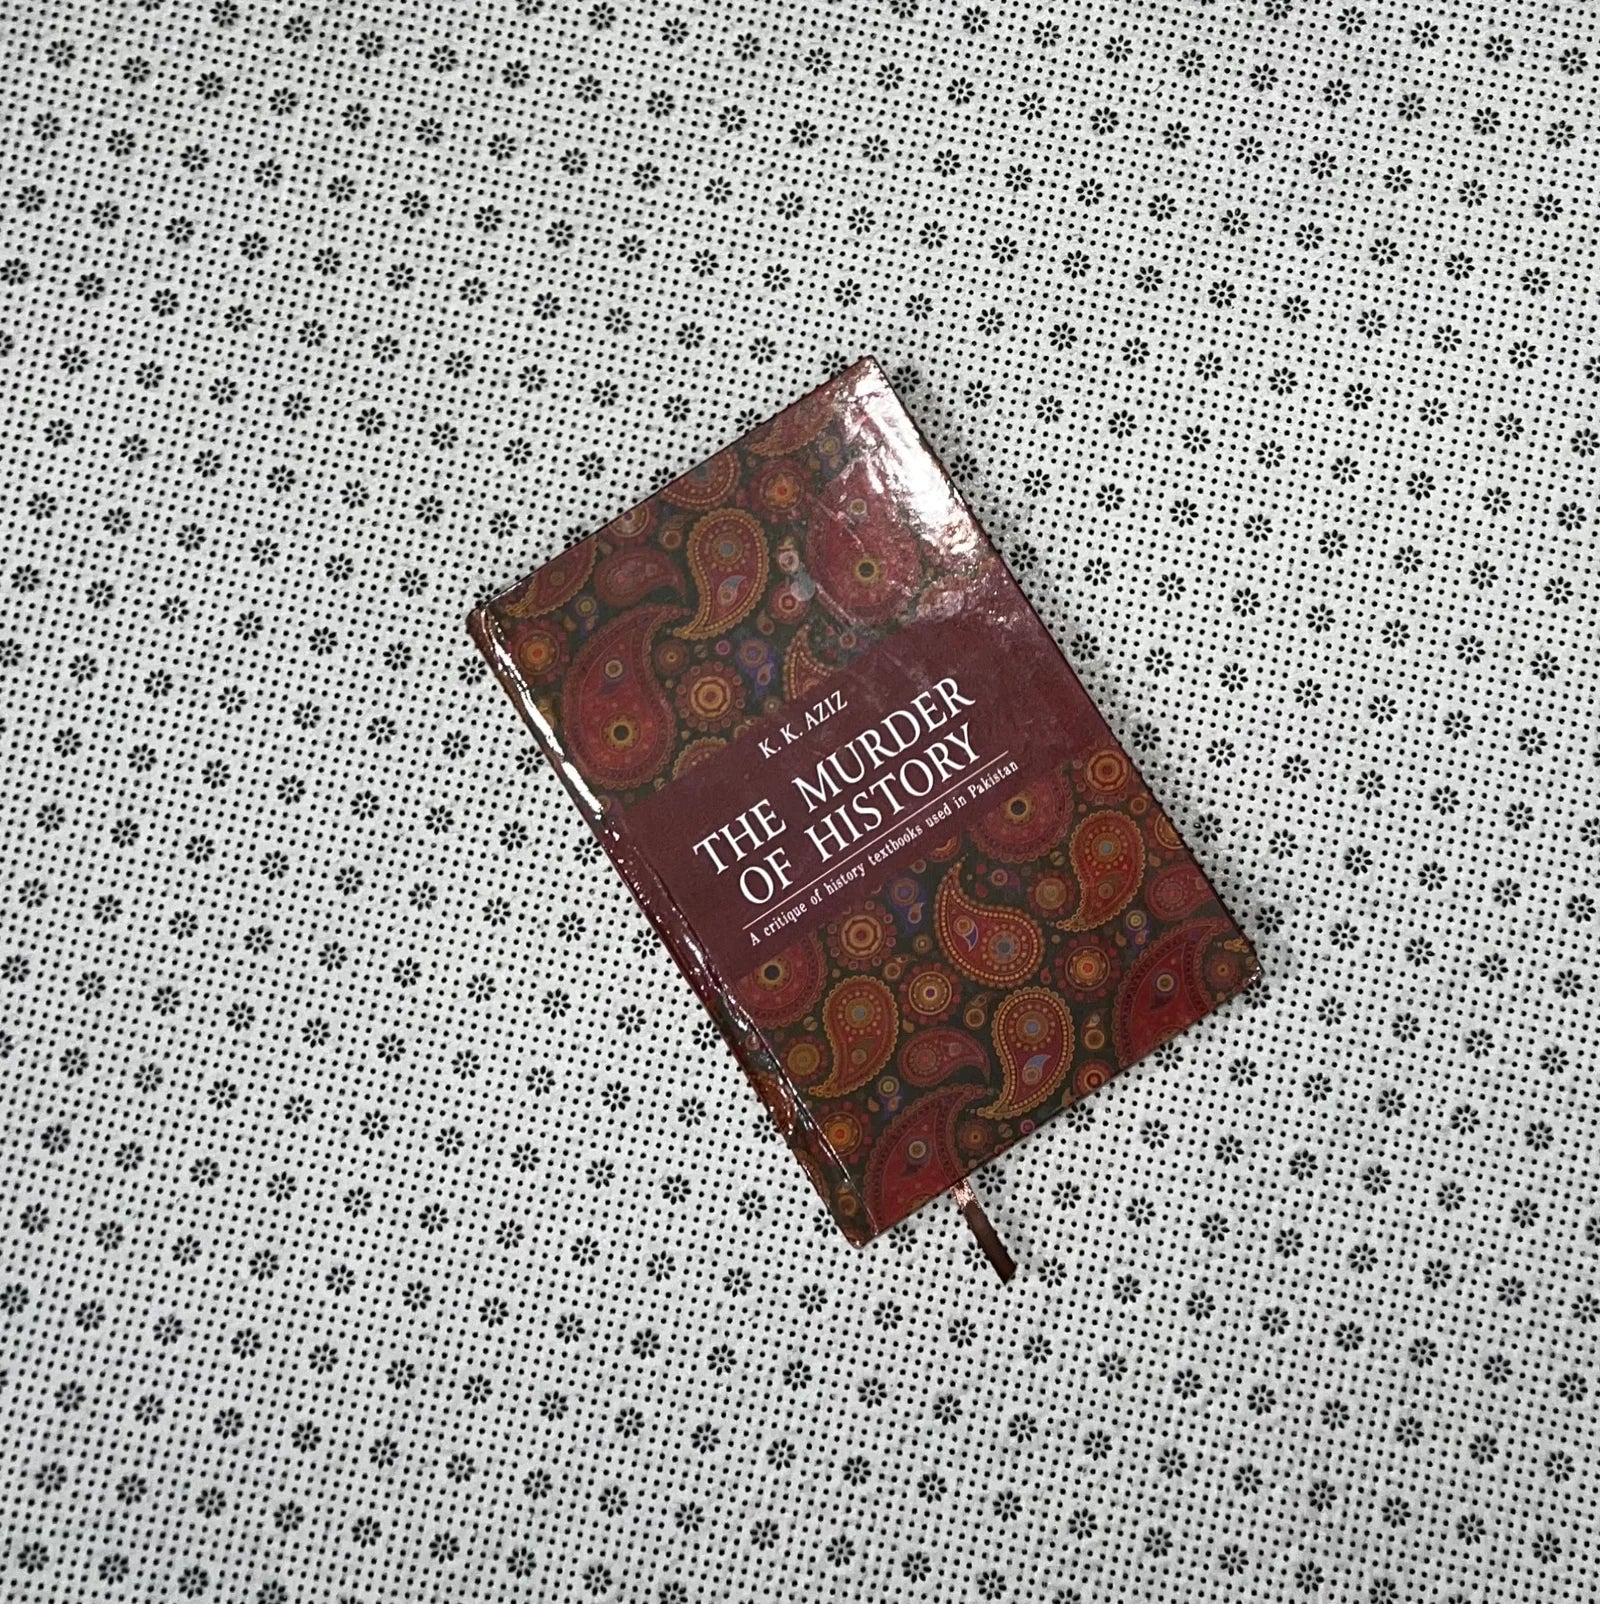 K. K. AZIZ
THE MURDER
OF HISTORY
A critique of history textbooks used in Pakistan